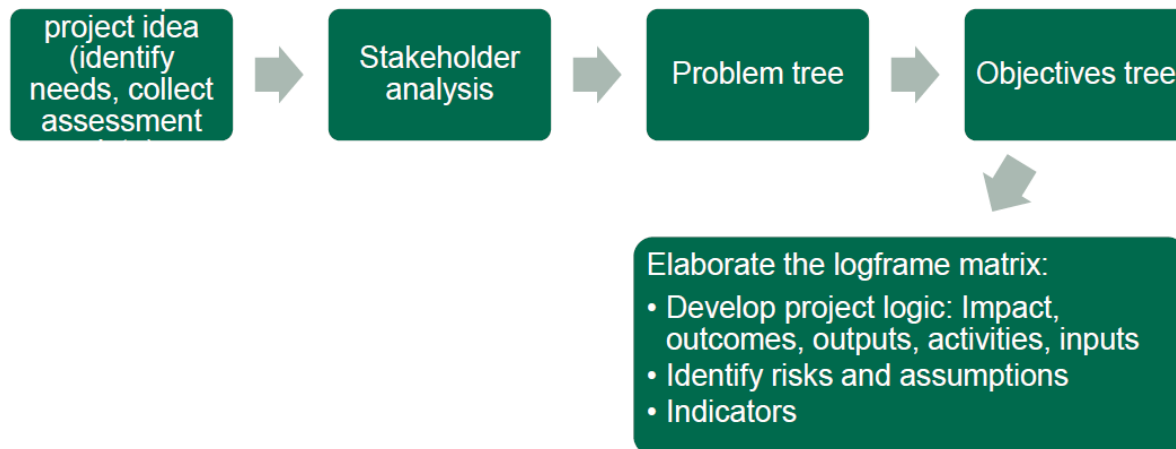 project idea
(identify
needs, collect
assessment
Stakeholder
analysis
Problem tree
Objectives tree
Elaborate the logframe matrix:
• Develop project logic: Impact,
outcomes, outputs, activities, inputs
• Identify risks and assumptions
• Indicators